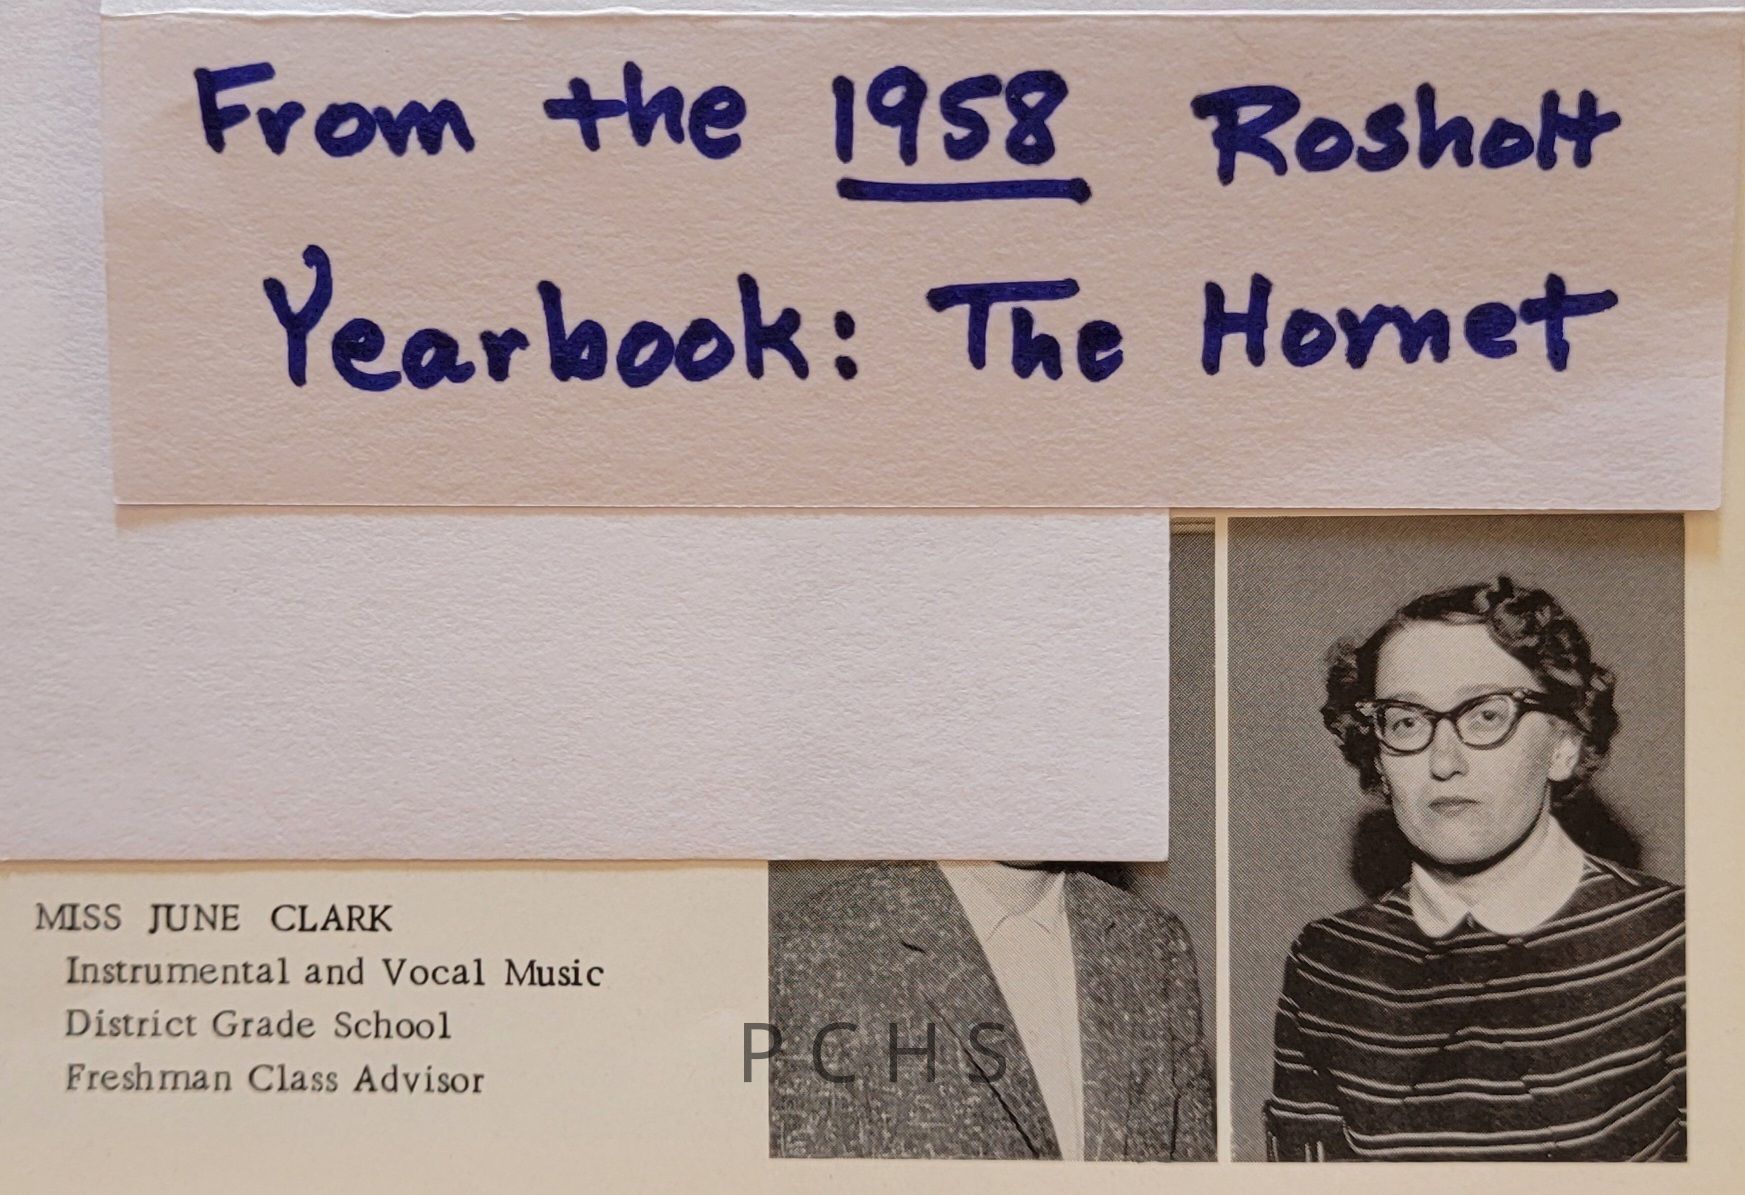 From the 1958 Rosholt
Yearbook: The Hornet
MISS JUNE CLARK
Instrumental and Vocal Music
District Grade School
Freshman Class Advisor
PCHS